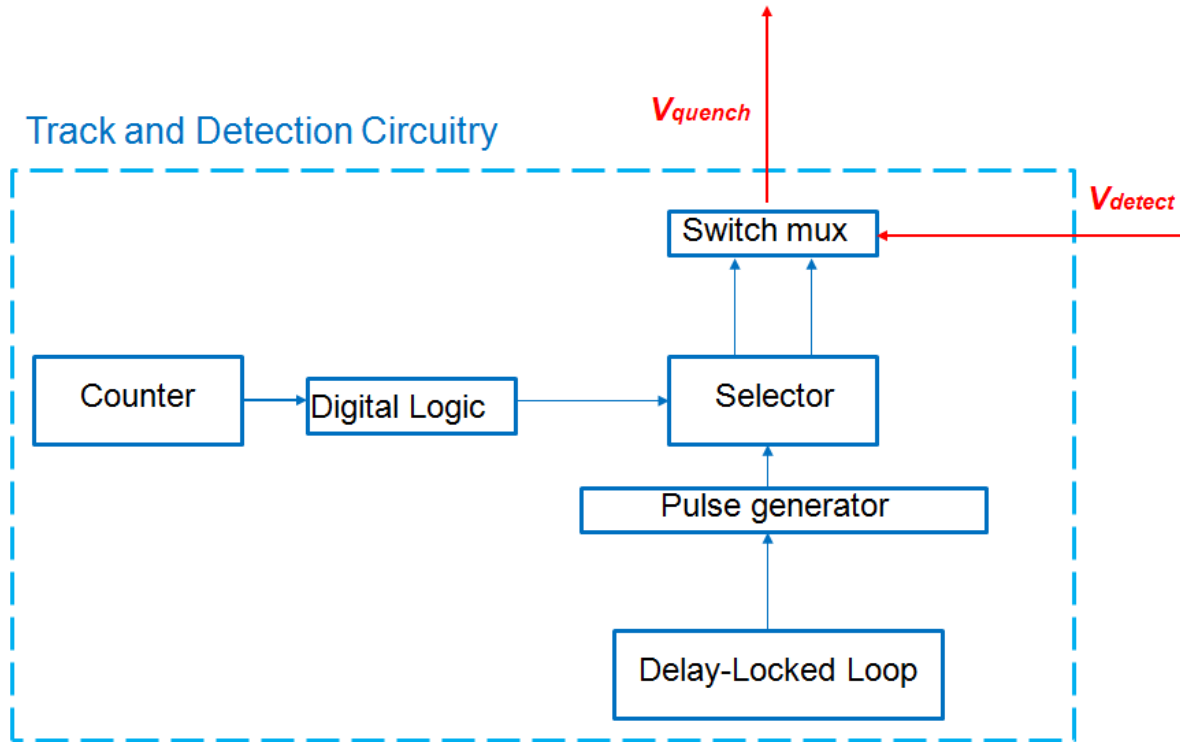 Vquench
Track and Detection Circuitry
Vdetect
Switch mux
Counter
Digital Logic
Selector
Pulse generator
Delay-Locked Loop